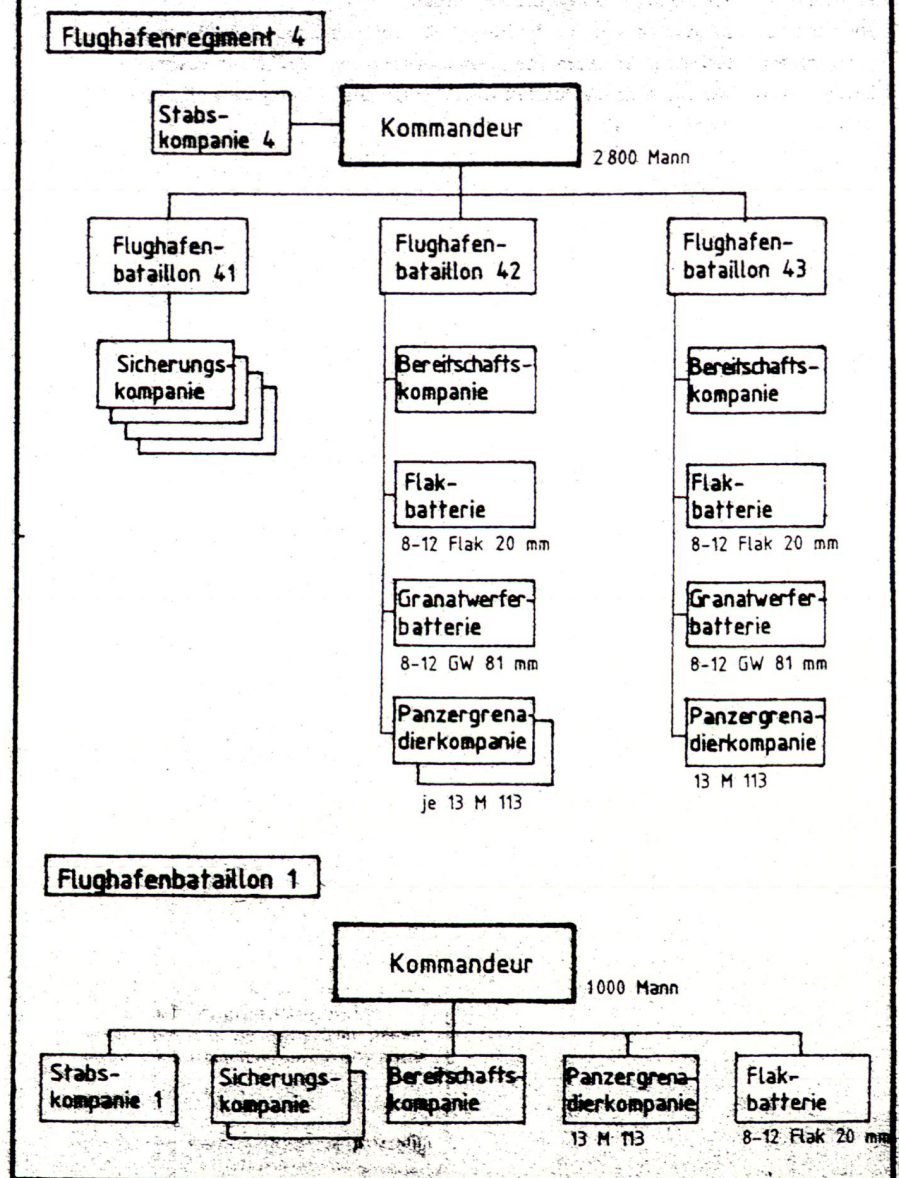 Flughafenregiment 4
Stabs-
kompanie 4
Kommandeur
2800 Mann
Flughafen-
bataillon 41
Flughafen-
bataillon 42
Flughafen-
bataillon 43
Sicherungs-
kompanie
Bereitschafts-
kompanie
Flak-
batterie
8-12 Flak 20 mm
Granatwerfer-
batterie
8-12 GW 81 mm
Panzergrena-
dierkompanie
je 13 M 113
Bereitschafts-
kompanie
Flak-
batterie
8-12 Flak 20 mm
Granatwerfer-
batterie
8-12 GW 81 mm
Panzergrena-
dierkompanie
13 M 113
Flughafenbataillon 1
Kommandeur
1000 Mann
Stabs-
kompanie 1
Sicherungs-
kompanie
Bereitschafts-
kompanie
Panzergrena-
dierkompanie
13 M 113
Flak-
batterie
8-12 Flak 20 mm